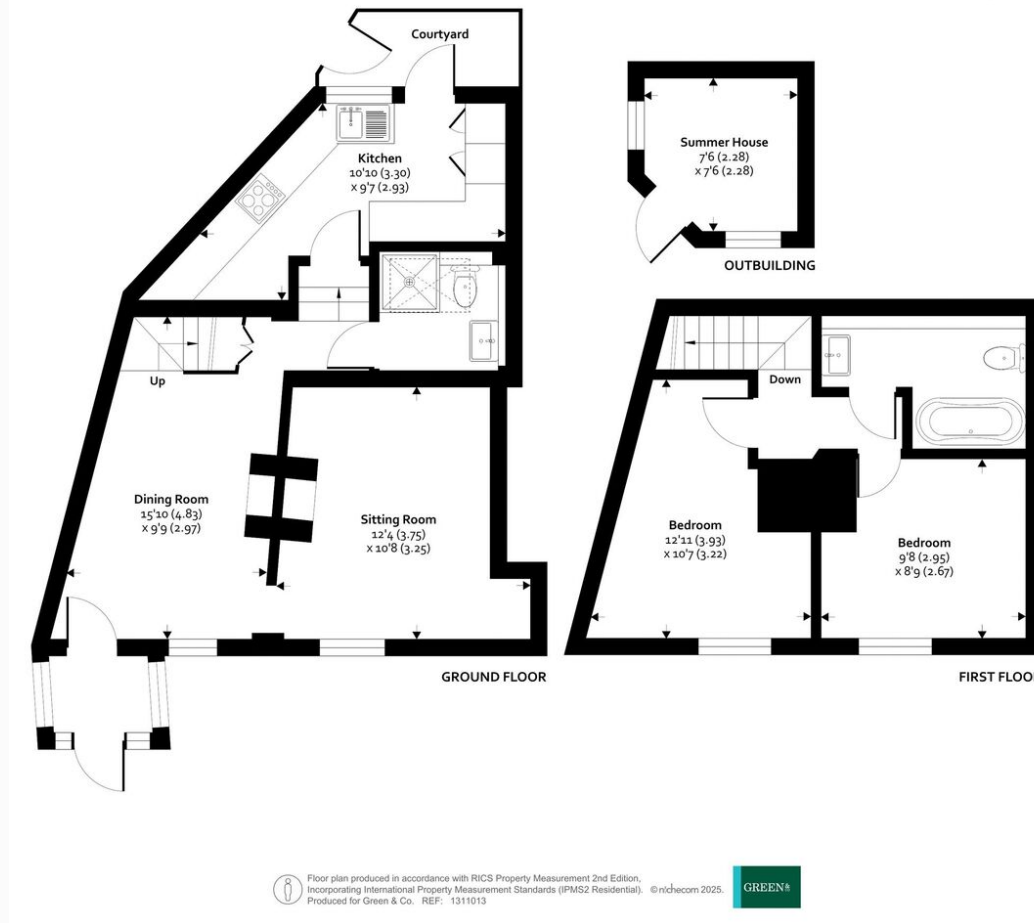 Courtyard
Kitchen
10'10 (3.30)
x 9'7 (2.93)
Up
Dining Room
15'10 (4.83)
x 9'9 (2.97)
Sitting Room
12'4 (3.75)
x 10'8 (3.25)
GROUND FLOOR
Summer House
7'6 (2.28)
x 7'6 (2.28)
OUTBUILDING
Down
Bedroom
12'11 (3.93)
x 10'7 (3.22)
Bedroom
9'8 (2.95)
x 8'9 (2.67)
FIRST FLOO
Floor plan produced in accordance with RICS Property Measurement 2nd Edition,
Incorporating International Property Measurement Standards (IPMS2 Residential). ©nichecom 2025.
Produced for Green & Co. REF: 1311013
GREEN&